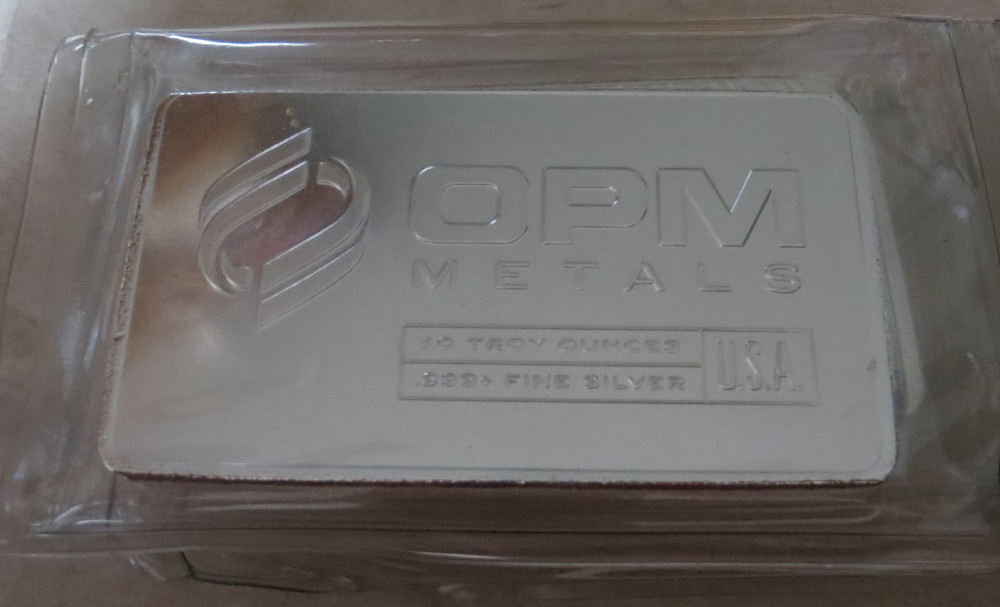 OPM
METALS
10 TROY OUNCES
.999+ FINE SILVER
U.S.A.